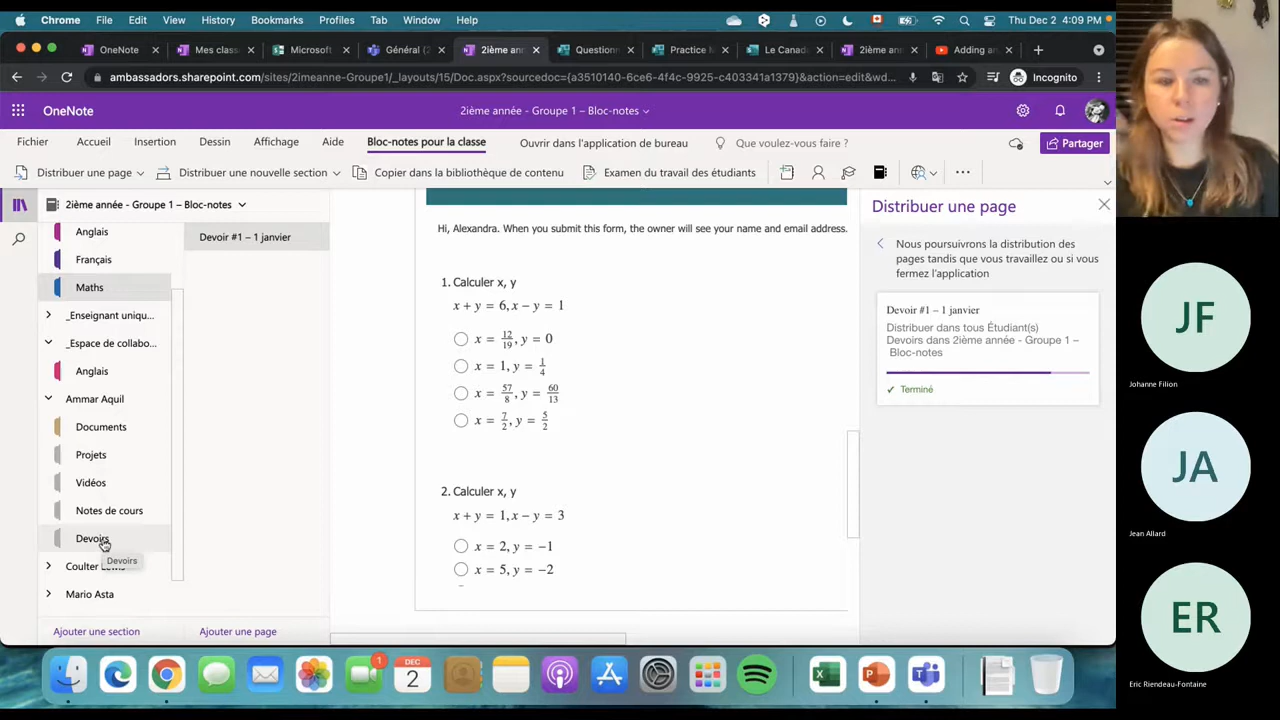 Chrome File Edit View History Bookmarks Profiles Tab Window Help Thu Dec 2 4:09 PM
OneNote Mes clas Microsoft Général (2 2ième ann Questionn Practice M Le Canada 2ième ann Adding an
ambassadors.sharepoint.com/sites/2imeanne-Groupe1/_layouts/15/Doc.aspx?sourcedoc={a3510140-6ce6-4f4c-9925-c403341a1379}&action=edit&wd... Incognito
OneNote 2ième année - Groupe 1 – Bloc-notes
Fichier Accueil Insertion Dessin Affichage Aide Bloc-notes pour la classe Ouvrir dans l'application de bureau Que voulez-vous faire ? Partager
Distribuer une page Distribuer une nouvelle section Copier dans la bibliothèque de contenu Examen du travail des étudiants
2ième année - Groupe 1 – Bloc-notes
Anglais
Français
Maths
_Enseignant uniqu...
_Espace de collabo...
Anglais
Ammar Aquil
Documents
Projets
Vidéos
Notes de cours
Devoirs
Devoirs
Coulter
Mario Asta
Ajouter une section Ajouter une page
Devoir #1 – 1 janvier
Hi, Alexandra. When you submit this form, the owner will see your name and email address.
1. Calculer x, y
x + y = 6, x − y = 1
x = 12/19, y = 0
x = 1, y = 1/4
x = 57/8, y = 60/13
x = 7/2, y = 5/2
2. Calculer x, y
x + y = 1, x − y = 3
x = 2, y = −1
x = 5, y = −2
Distribuer une page
Nous poursuivrons la distribution des
pages tandis que vous travaillez ou si vous
fermez l'application
Devoir #1 – 1 janvier
Distribuer dans tous Étudiant(s)
Devoirs dans 2ième année - Groupe 1 –
Bloc-notes
Terminé
JF
Johanne Filion
JA
Jean Allard
ER
Eric Riendeau-Fontaine
1
DEC
2